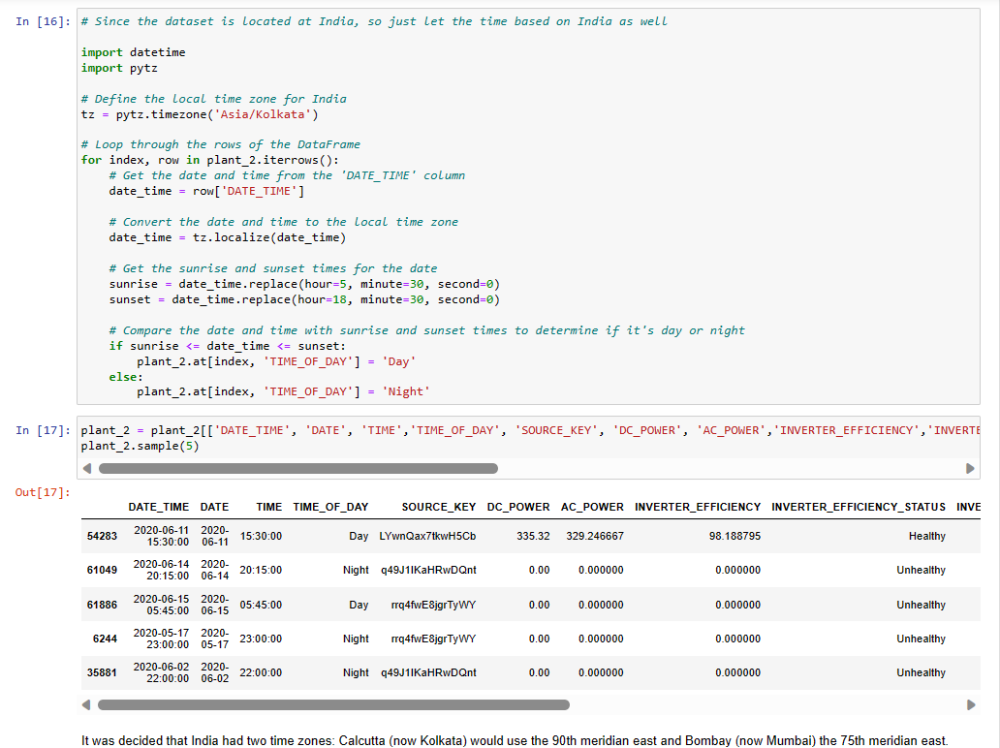 In [16]:
# Since the dataset is located at India, so just let the time based on India as well
import datetime
import pytz
# Define the local time zone for India
tz = pytz.timezone('Asia/Kolkata')
# Loop through the rows of the DataFrame
for index, row in plant_2.iterrows():
    # Get the date and time from the 'DATE_TIME' column
    date_time = row['DATE_TIME']
    # Convert the date and time to the local time zone
    date_time = tz.localize(date_time)
    # Get the sunrise and sunset times for the date
    sunrise = date_time.replace(hour=5, minute=30, second=0)
    sunset = date_time.replace(hour=18, minute=30, second=0)
    # Compare the date and time with sunrise and sunset times to determine if it's day or night
    if sunrise <= date_time <= sunset:
        plant_2.at[index, 'TIME_OF_DAY'] = 'Day'
    else:
        plant_2.at[index, 'TIME_OF_DAY'] = 'Night'
In [17]:
plant_2 = plant_2[['DATE_TIME', 'DATE', 'TIME','TIME_OF_DAY', 'SOURCE_KEY', 'DC_POWER', 'AC_POWER','INVERTER_EFFICIENCY','INVERTE
plant_2.sample(5)
Out[17]:
DATE_TIME DATE TIME TIME_OF_DAY SOURCE_KEY DC_POWER AC_POWER INVERTER_EFFICIENCY INVERTER_EFFICIENCY_STATUS INVE
54283 2020-06-11 15:30:00 2020-06-11 15:30:00 Day LYwnQax7tkwH5Cb 335.32 329.246667 98.188795 Healthy
61049 2020-06-14 20:15:00 2020-06-14 20:15:00 Night q49J1IKaHRwDQnt 0.00 0.000000 0.000000 Unhealthy
61886 2020-06-15 05:45:00 2020-06-15 05:45:00 Day rrq4fwE8jgrTyWY 0.00 0.000000 0.000000 Unhealthy
6244 2020-05-17 23:00:00 2020-05-17 23:00:00 Night rrq4fwE8jgrTyWY 0.00 0.000000 0.000000 Unhealthy
35881 2020-06-02 22:00:00 2020-06-02 22:00:00 Night q49J1IKaHRwDQnt 0.00 0.000000 0.000000 Unhealthy
It was decided that India had two time zones: Calcutta (now Kolkata) would use the 90th meridian east and Bombay (now Mumbai) the 75th meridian east.